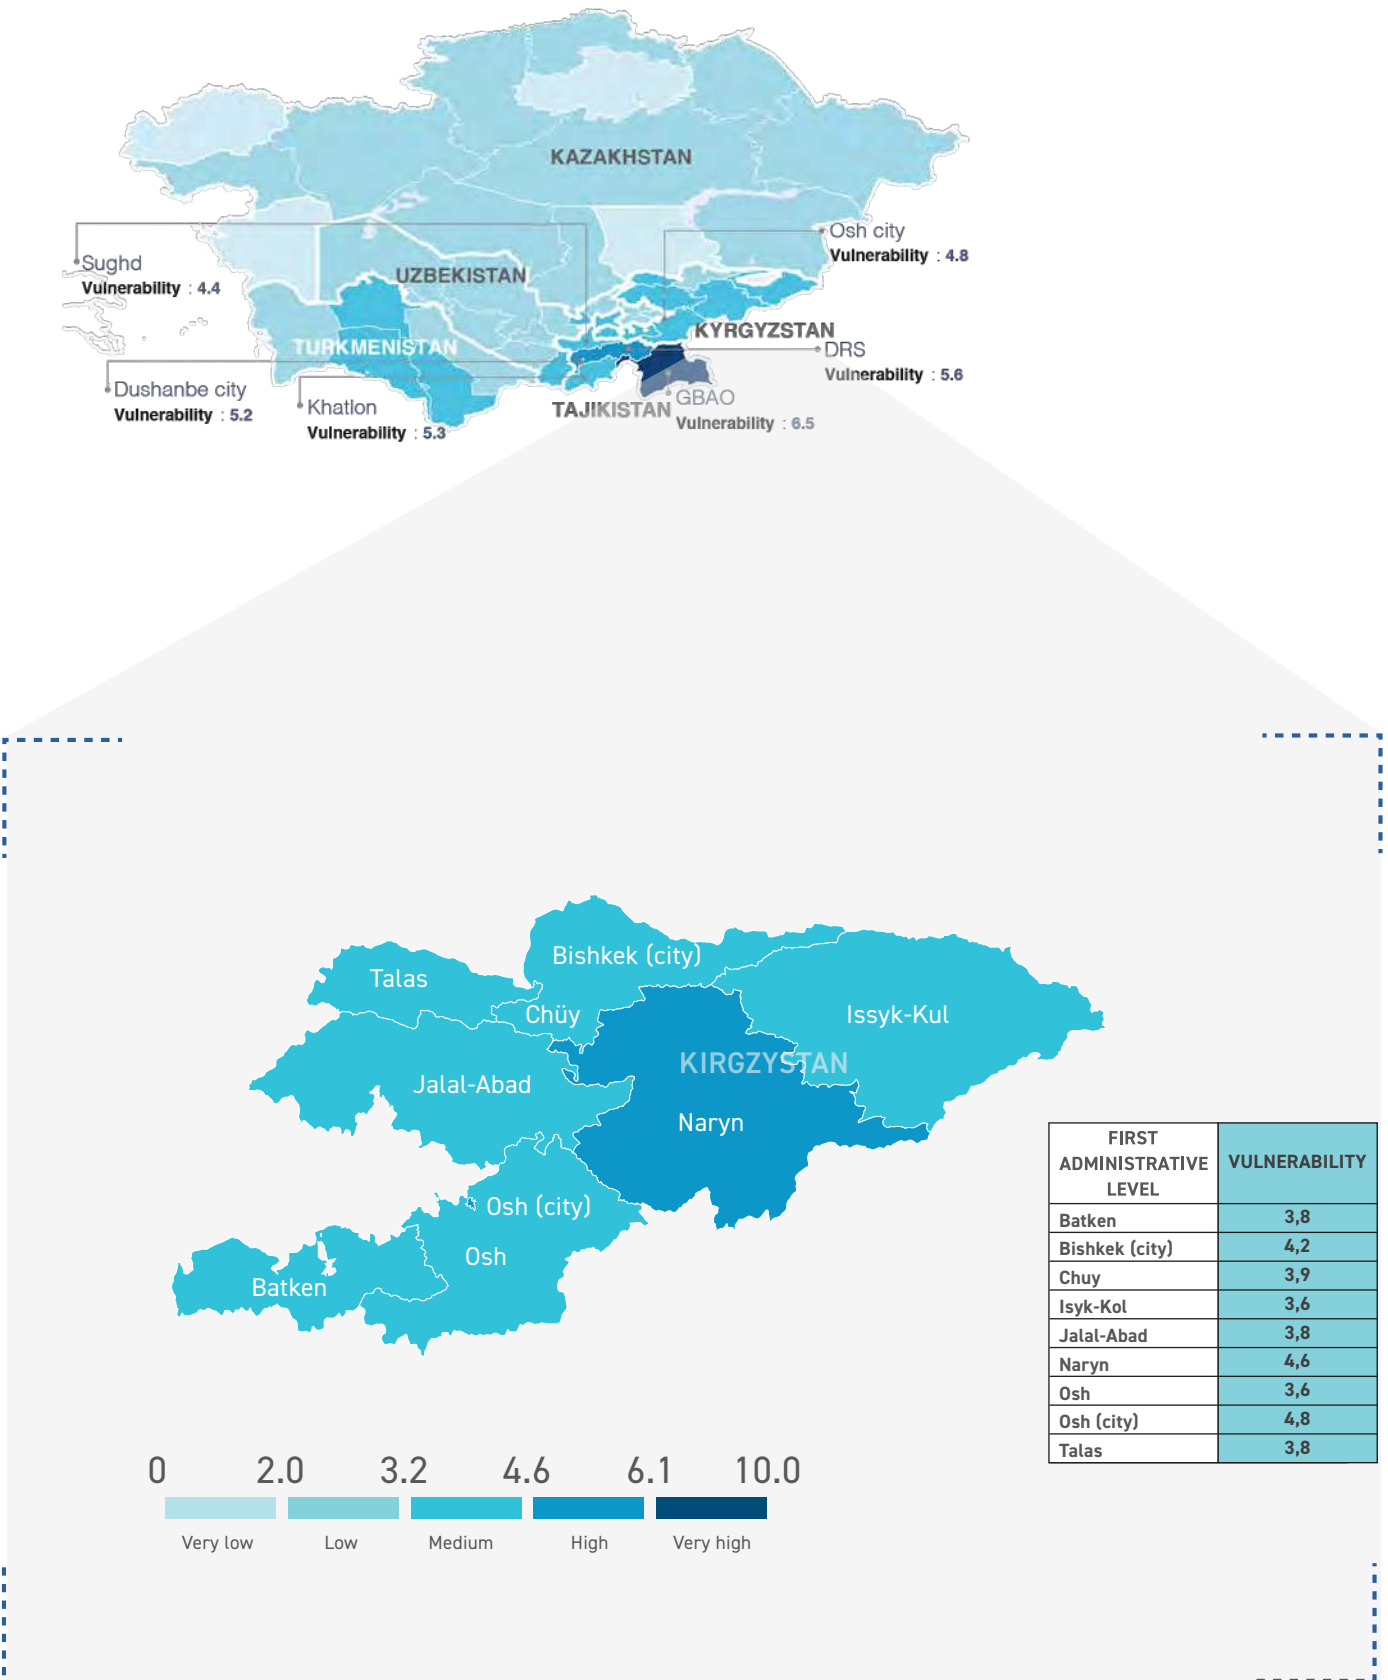 KAZAKHSTAN
Osh city
Vulnerability : 4.8
Sughd
Vulnerability : 4.4
UZBEKISTAN
KYRGYZSTAN
TURKMENISTAN
DRS
Vulnerability : 5.6
Dushanbe city
Vulnerability : 5.2
Khatlon
Vulnerability : 5.3
TAJIKISTAN
GBAO
Vulnerability : 6.5
Bishkek (city)
Talas
Chüy
Issyk-Kul
KIRGZYSTAN
Jalal-Abad
Naryn
Osh (city)
Osh
Batken
FIRST
ADMINISTRATIVE
LEVEL
VULNERABILITY
Batken 3,8
Bishkek (city) 4,2
Chuy 3,9
Isyk-Kol 3,6
Jalal-Abad 3,8
Naryn 4,6
Osh 3,6
Osh (city) 4,8
Talas 3,8
0 2.0 3.2 4.6 6.1 10.0
Very low Low Medium High Very high